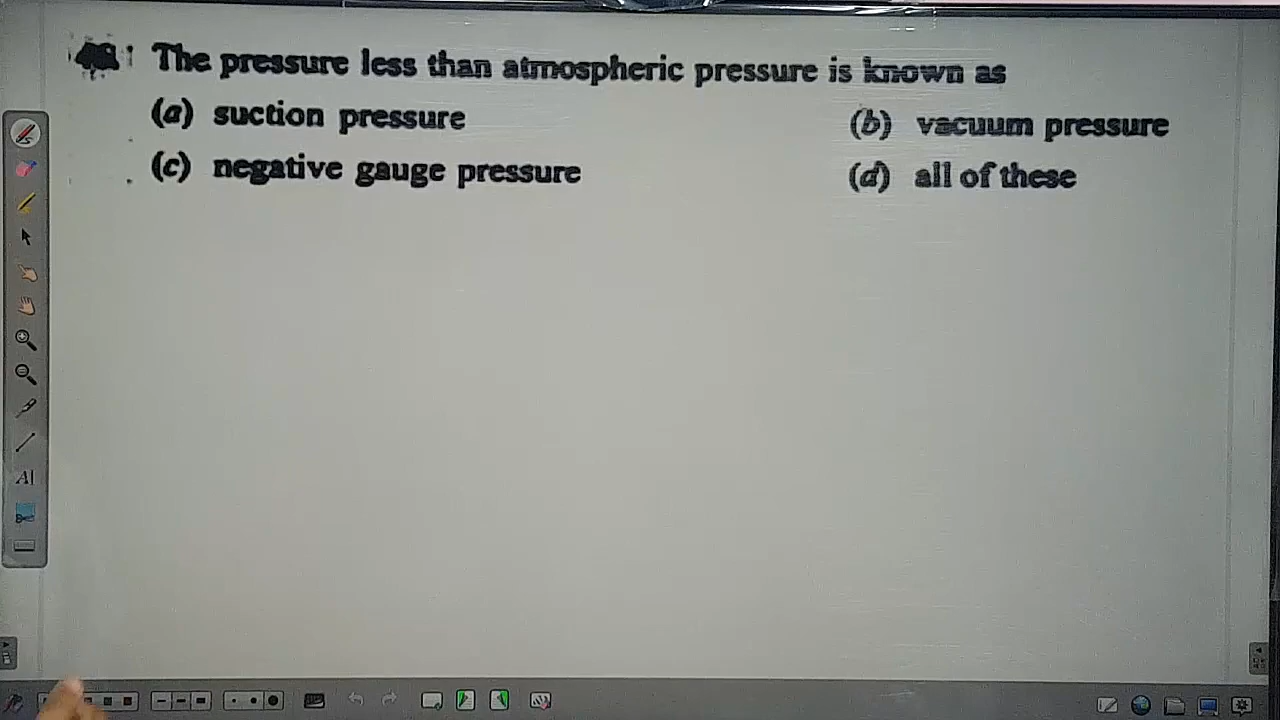 The pressure less than atmospheric pressure is known as
(a) suction pressure (b) vacuum pressure
(c) negative gauge pressure (d) all of these
A